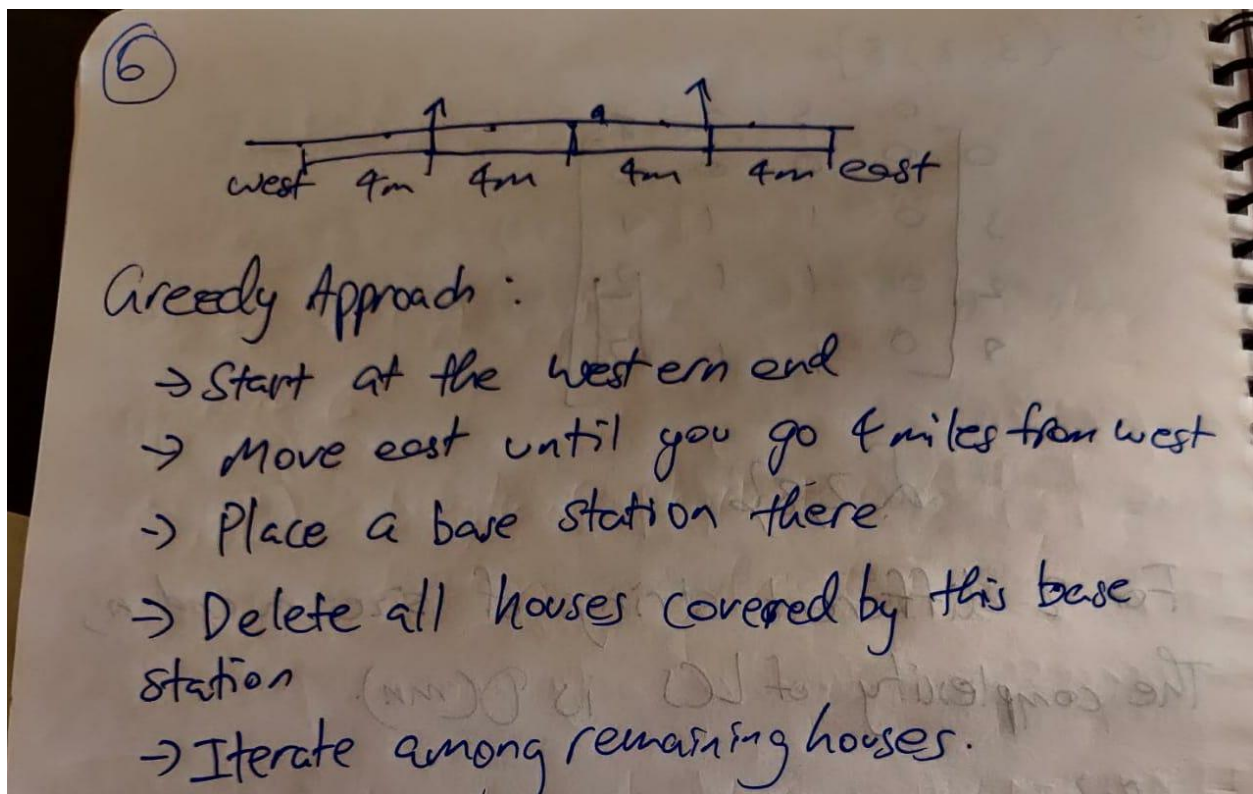 6
west 4m 4m 4m 4m east
Greedy Approach :
→ Start at the western end
→ Move east until you go 4 miles from west
→ Place a base station there
→ Delete all houses covered by this base
station
→ Iterate among remaining houses.